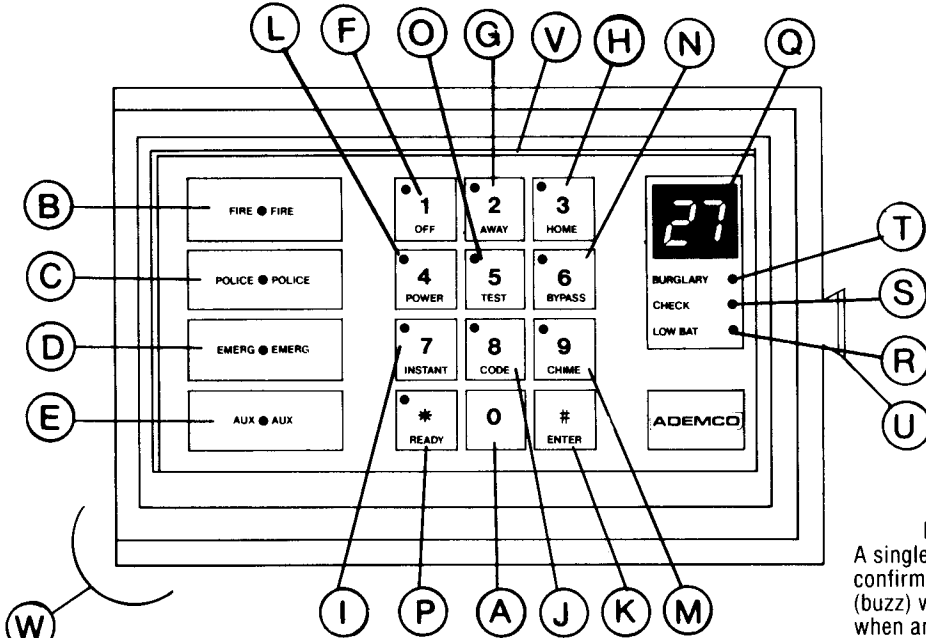 L F O G V H N Q
B FIRE ● FIRE
1 OFF
2 AWAY
3 HOME
27
C POLICE ● POLICE
4 POWER
5 TEST
6 BYPASS
BURGLARY T
CHECK S
LOW BAT R
D EMERG ● EMERG
7 INSTANT
8 CODE
9 CHIME
U
E AUX ● AUX
* READY
0
# ENTER
ADEMCO
W I P A J K M
A single
confirm
(buzz) v
when ar